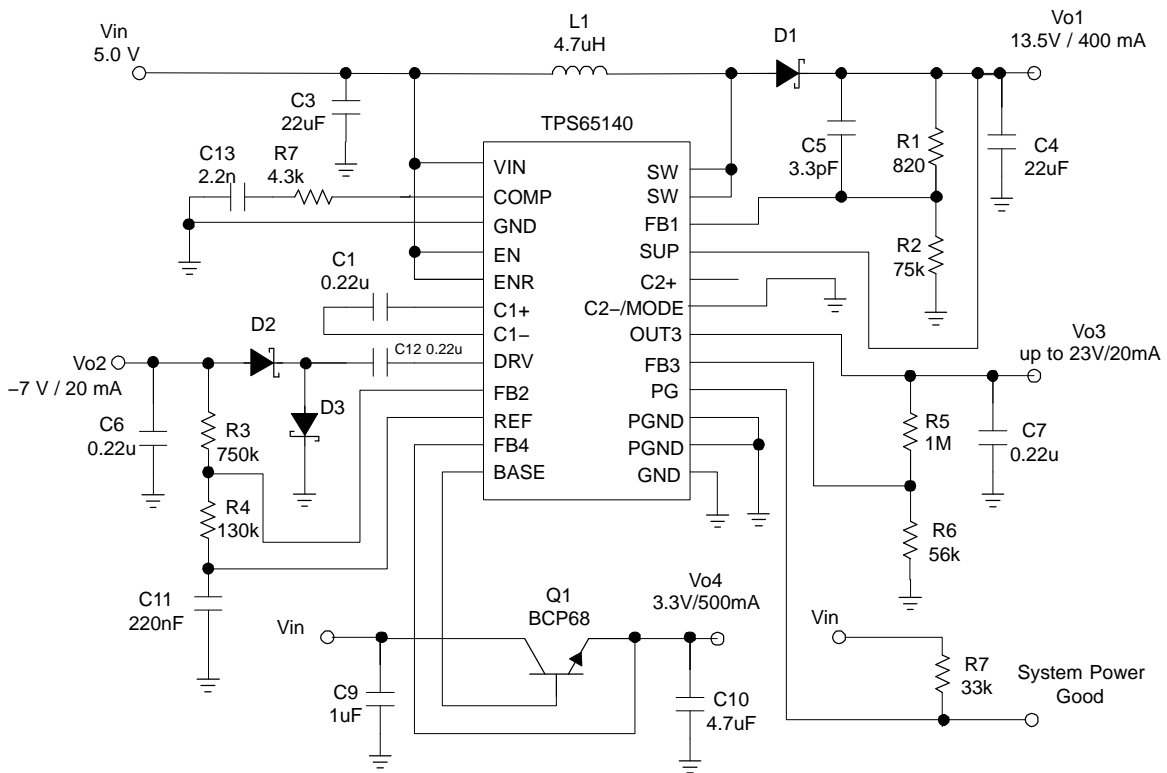 Vin
5.0 V
L1
4.7uH
D1
Vo1
13.5V / 400 mA
C3
22uF
TPS65140
C5
3.3pF
R1
820
C4
22uF
C13
2.2n
R7
4.3k
VIN
COMP
GND
EN
ENR
C1+
C1–
DRV
FB2
REF
FB4
BASE
SW
SW
FB1
SUP
C2+
C2–/MODE
OUT3
FB3
PG
PGND
PGND
GND
R2
75k
C1
0.22u
D2
C12 0.22u
Vo2
–7 V / 20 mA
D3
C6
0.22u
R3
750k
R4
130k
C11
220nF
Vo3
up to 23V/20mA
R5
1M
C7
0.22u
R6
56k
Vin
Q1
BCP68
Vo4
3.3V/500mA
C9
1uF
C10
4.7uF
Vin
R7
33k
System Power
Good